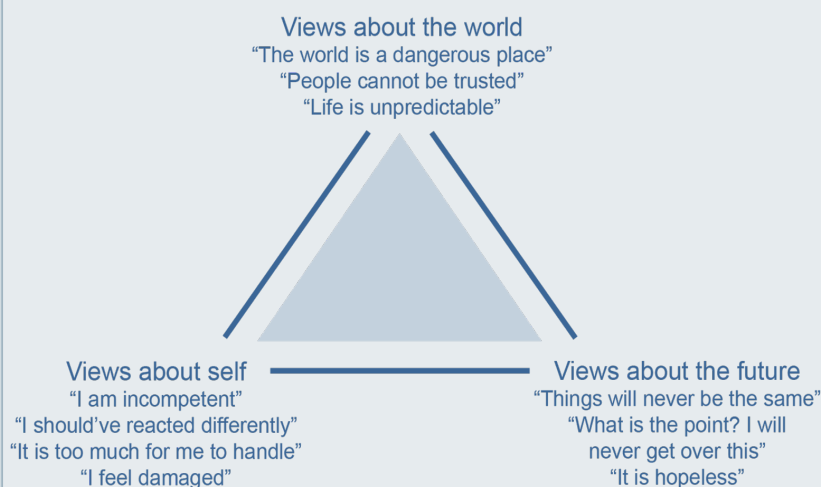 Views about the world
“The world is a dangerous place”
“People cannot be trusted”
“Life is unpredictable”
Views about self
“I am incompetent”
“I should’ve reacted differently”
“It is too much for me to handle”
“I feel damaged”
Views about the future
“Things will never be the same”
“What is the point? I will
never get over this”
“It is hopeless”